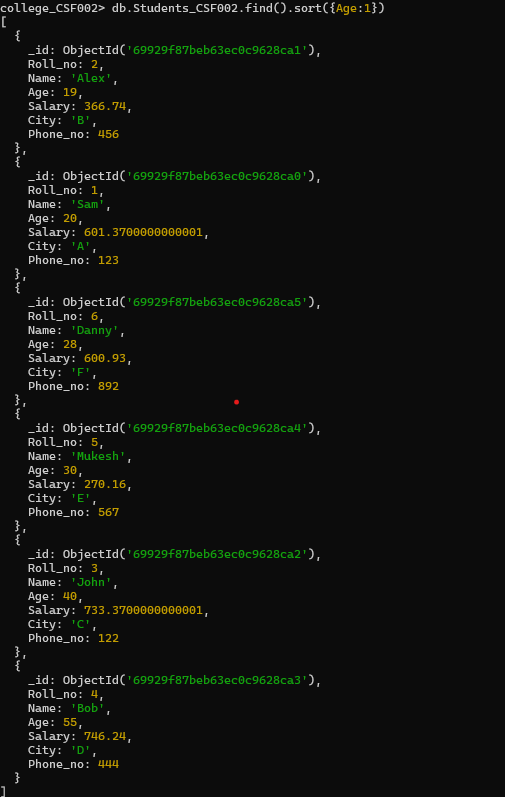 college_CSF002> db.Students_CSF002.find().sort({Age:1})
[
  {
    _id: ObjectId('69929f87beb63ec0c9628ca1'),
    Roll_no: 2,
    Name: 'Alex',
    Age: 19,
    Salary: 366.74,
    City: 'B',
    Phone_no: 456
  },
  {
    _id: ObjectId('69929f87beb63ec0c9628ca0'),
    Roll_no: 1,
    Name: 'Sam',
    Age: 20,
    Salary: 601.3700000000001,
    City: 'A',
    Phone_no: 123
  },
  {
    _id: ObjectId('69929f87beb63ec0c9628ca5'),
    Roll_no: 6,
    Name: 'Danny',
    Age: 28,
    Salary: 600.93,
    City: 'F',
    Phone_no: 892
  },
  {
    _id: ObjectId('69929f87beb63ec0c9628ca4'),
    Roll_no: 5,
    Name: 'Mukesh',
    Age: 30,
    Salary: 270.16,
    City: 'E',
    Phone_no: 567
  },
  {
    _id: ObjectId('69929f87beb63ec0c9628ca2'),
    Roll_no: 3,
    Name: 'John',
    Age: 40,
    Salary: 733.3700000000001,
    City: 'C',
    Phone_no: 122
  },
  {
    _id: ObjectId('69929f87beb63ec0c9628ca3'),
    Roll_no: 4,
    Name: 'Bob',
    Age: 55,
    Salary: 746.24,
    City: 'D',
    Phone_no: 444
  }
]